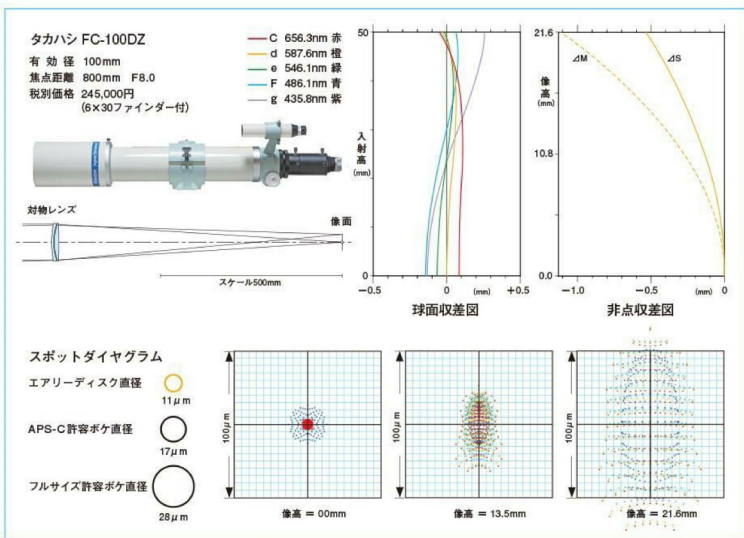 タカハシ FC-100DZ
有効径 100mm
焦点距離 800mm F8.0
税別価格 245,000円
(6×30ファインダー付)
C 656.3nm 赤
d 587.6nm 橙
e 546.1nm 緑
F 486.1nm 青
g 435.8nm 紫
対物レンズ
像面
スケール500mm
50
入射高
(mm)
0
−0.5
0
(mm)
+0.5
球面収差図
21.6
⊿M
⊿S
像高
(mm)
10.8
0.0
−1.0
−0.5
(mm)
0
非点収差図
スポットダイヤグラム
エアリーディスク直径
11μm
APS-C許容ボケ直径
17μm
フルサイズ許容ボケ直径
28μm
100μm
像高 = 00mm
100μm
像高 = 13.5mm
100μm
像高 = 21.6mm